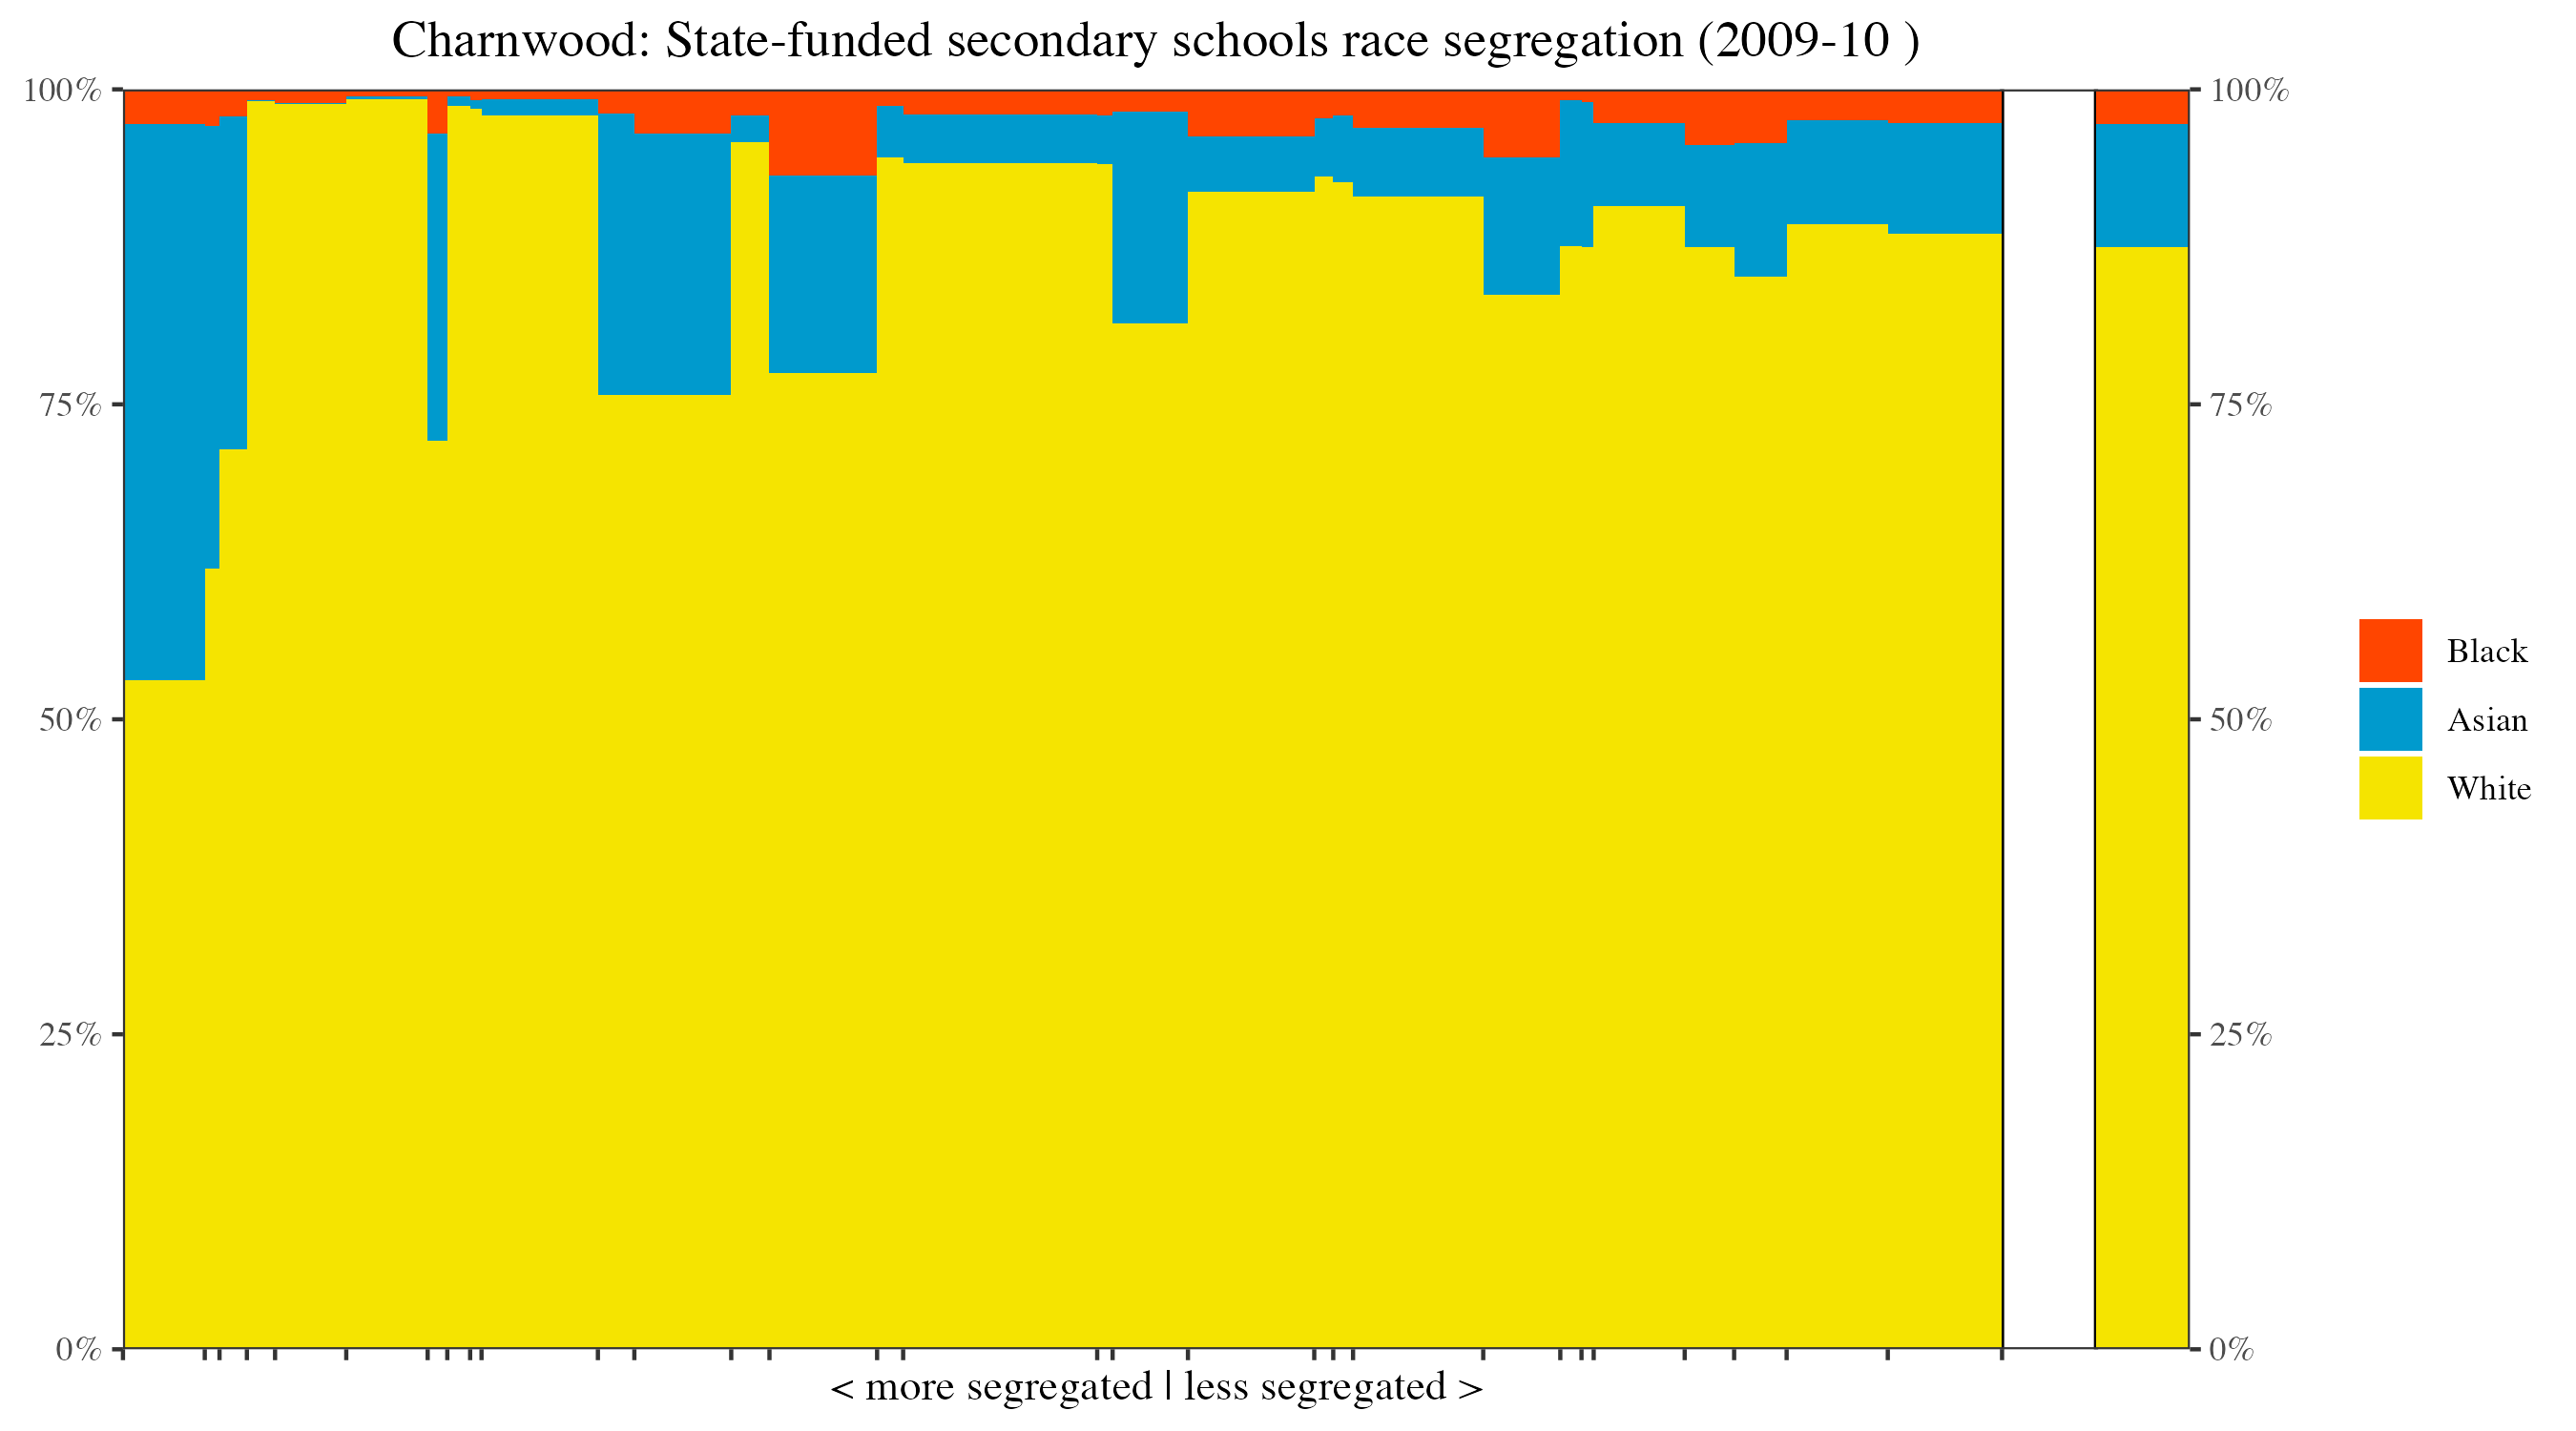 Charnwood: State-funded secondary schools race segregation (2009-10 )
100%
75%
50%
25%
0%
100%
75%
50%
25%
0%
Black
Asian
White
< more segregated | less segregated >